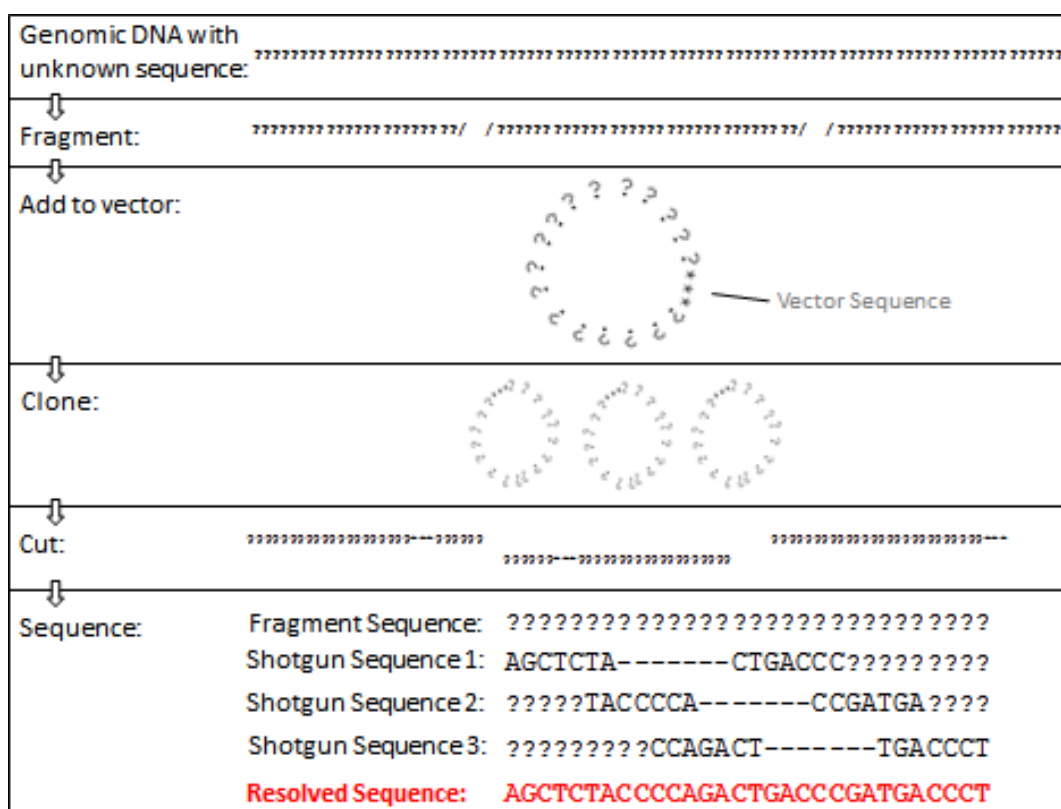 Genomic DNA with
unknown sequence:
Fragment:
Add to vector:
Vector Sequence
Clone:
Cut:
Sequence:
Fragment Sequence: ??????????????????????????????
Shotgun Sequence 1: AGCTCTA-------CTGACCC?????????
Shotgun Sequence 2: ?????TACCCCA-------CCGATGA????
Shotgun Sequence 3: ?????????CCAGACT-------TGACCCT
Resolved Sequence: AGCTCTACCCCAGACTGACCCGATGACCCT